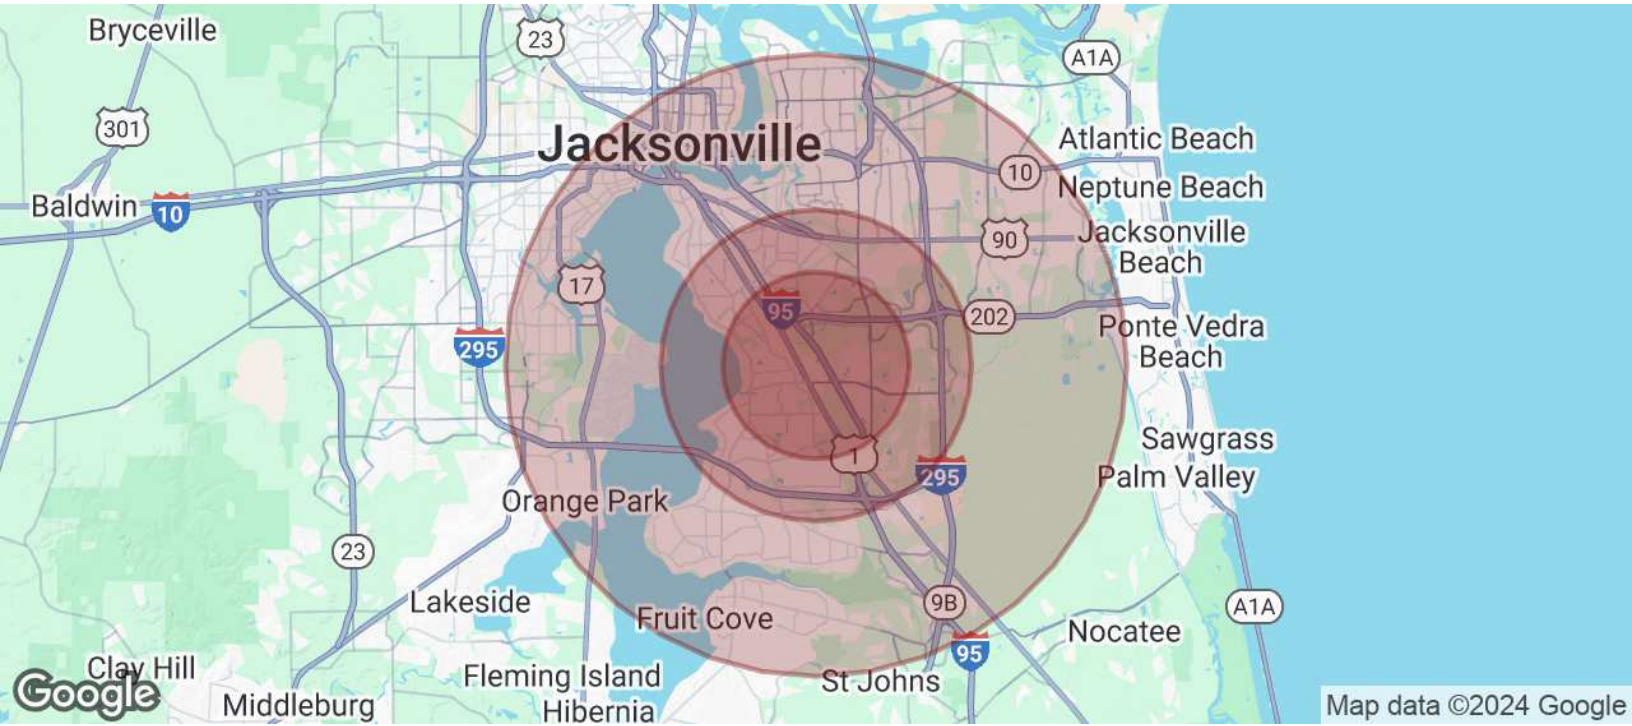 Bryceville
23
A1A
301
Atlantic Beach
Jacksonville
10
Neptune Beach
Baldwin
10
Jacksonville
Beach
90
17
95
202
Ponte Vedra
Beach
295
Sawgrass
1
295
Palm Valley
Orange Park
23
Lakeside
9B
A1A
Fruit Cove
Nocatee
95
Clay Hill
Fleming Island
St Johns
Google
Middleburg
Hibernia
Map data ©2024 Google